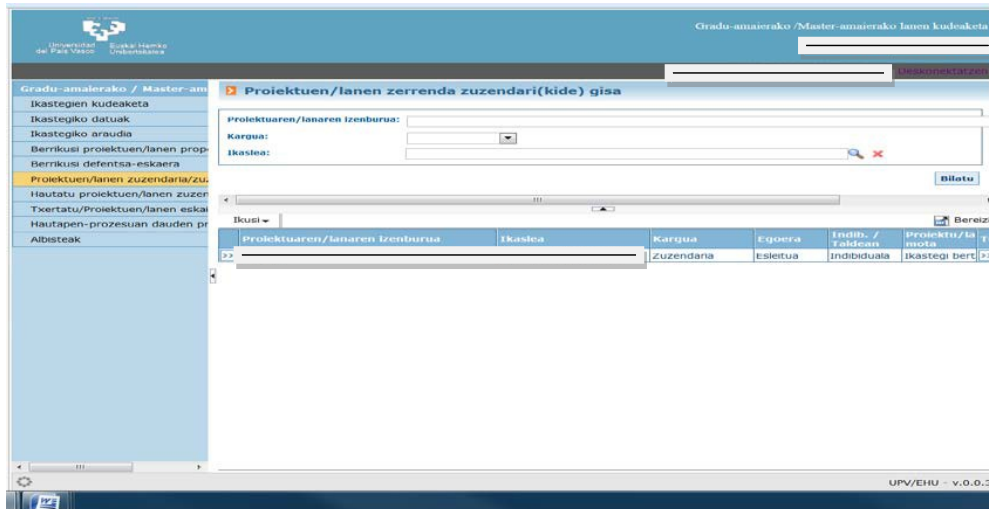 Universidad del País Vasco
Euskal Herriko Unibertsitatea
Gradu-amaierako /Master-amaierako lanen kudeaketa
Deskonektatzen
Gradu-amaierako / Master-am
Ikastegien kudeaketa
Ikastegiko datuak
Ikastegiko araudia
Berrikusi proiektuen/lanen prop
Berrikusi defentsa-eskaera
Proiektuen/lanen zuzendaria/zu
Hautatu proiektuen/lanen zuzen
Txertatu/Proiektuen/lanen eskai
Hautapen-prozesuan dauden pr
Albisteak
Proiektuen/lanen zerrenda zuzendari(kide) gisa
Proiektuaren/lanaren izenburua:
Kargua:
Ikaslea:
Bilatu
Ikusi
Bereizi
Proiektuaren/lanaren izenburua Ikaslea Kargua Egoera Indib. / Taldean Proiektu/la mota T
>> Zuzendaria Esleitua Indibiduala Ikastegi bert >>
UPV/EHU - v.0.0.